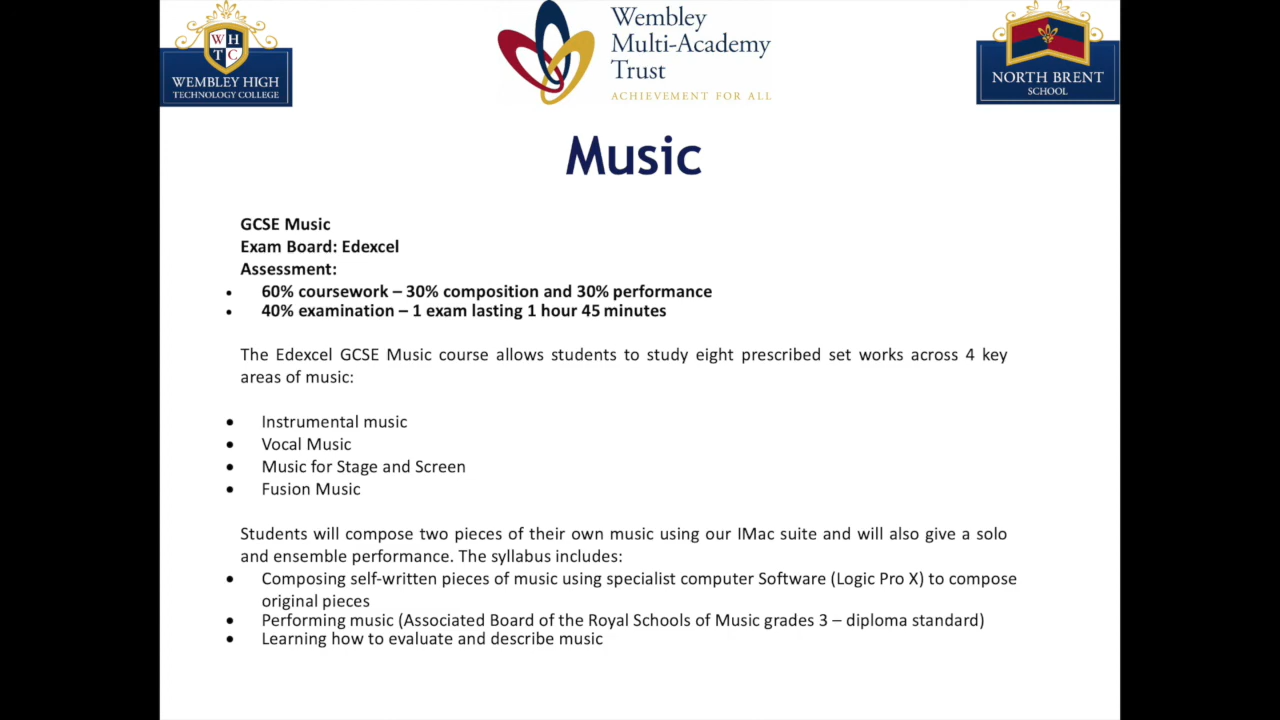 W H
T C
WEMBLEY HIGH
TECHNOLOGY COLLEGE
Wembley
Multi-Academy
Trust
ACHIEVEMENT FOR ALL
NORTH BRENT
SCHOOL
Music
GCSE Music
Exam Board: Edexcel
Assessment:
• 60% coursework – 30% composition and 30% performance
• 40% examination – 1 exam lasting 1 hour 45 minutes
The Edexcel GCSE Music course allows students to study eight prescribed set works across 4 key
areas of music:
• Instrumental music
• Vocal Music
• Music for Stage and Screen
• Fusion Music
Students will compose two pieces of their own music using our IMac suite and will also give a solo
and ensemble performance. The syllabus includes:
• Composing self-written pieces of music using specialist computer Software (Logic Pro X) to compose
original pieces
• Performing music (Associated Board of the Royal Schools of Music grades 3 – diploma standard)
• Learning how to evaluate and describe music